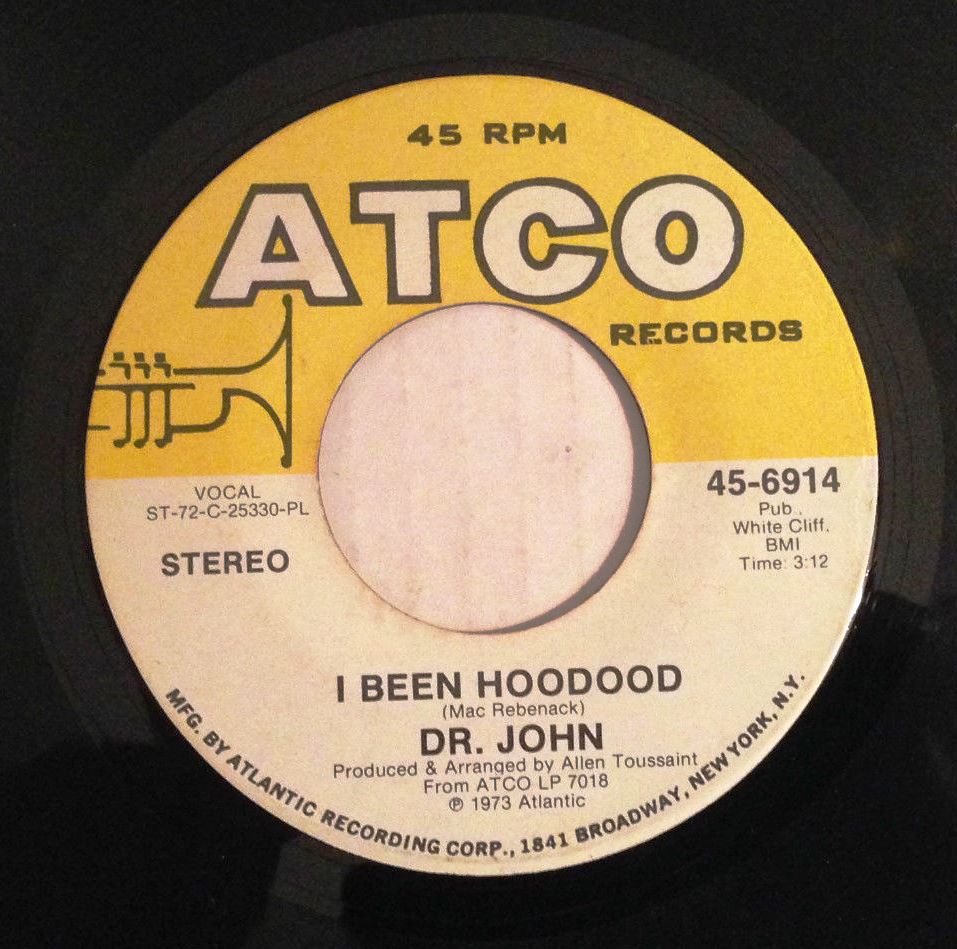 45 RPM
ATCO
RECORDS
VOCAL
ST-72-C-25330-PL
STEREO
45-6914
Pub.
White Cliff.
BMI
Time: 3:12
I BEEN HOODOOD
(Mac Rebenack)
DR. JOHN
Produced & Arranged by Allen Toussaint
From ATCO LP 7018
℗ 1973 Atlantic
MFG. BY ATLANTIC RECORDING CORP., 1841 BROADWAY, NEW YORK, N.Y.